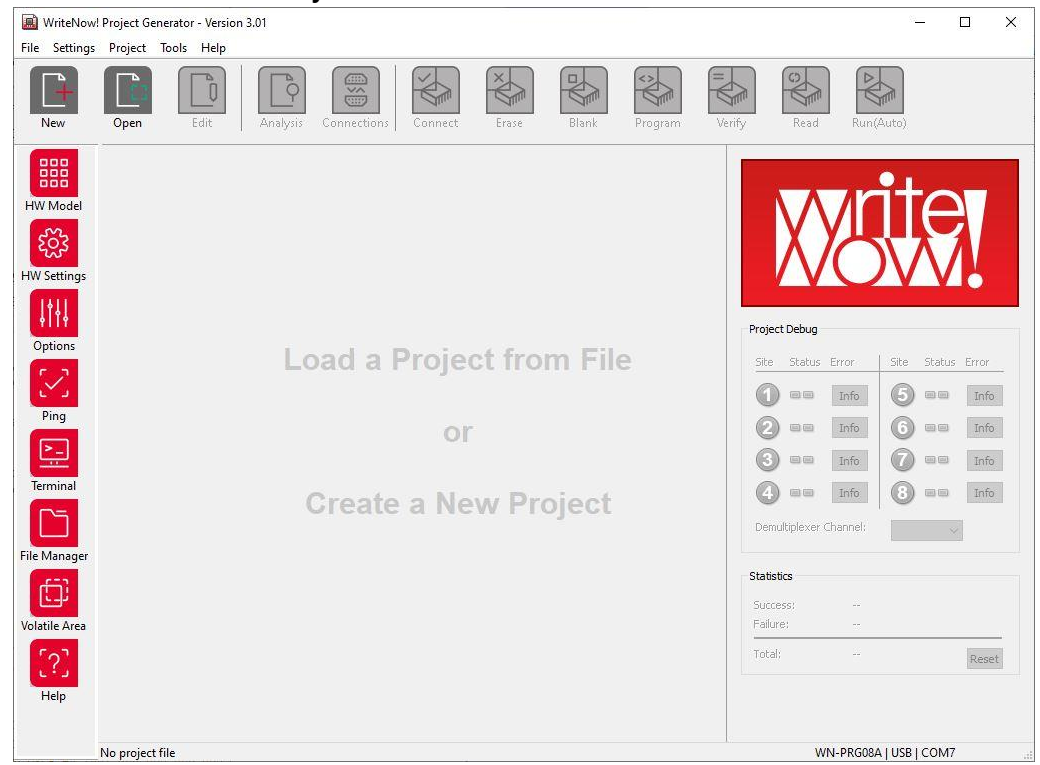 WriteNow! Project Generator - Version 3.01
File Settings Project Tools Help
New Open Edit Analysis Connections Connect Erase Blank Program Verify Read Run(Auto)
HW Model
HW Settings
Options
Ping
Terminal
File Manager
Volatile Area
Help
Load a Project from File
or
Create a New Project
Write
Now!
Project Debug
Site Status Error Site Status Error
1 Info 5 Info
2 Info 6 Info
3 Info 7 Info
4 Info 8 Info
Demultiplexer Channel:
Statistics
Success: --
Failure: --
Total: -- Reset
No project file
WN-PRG08A | USB | COM7